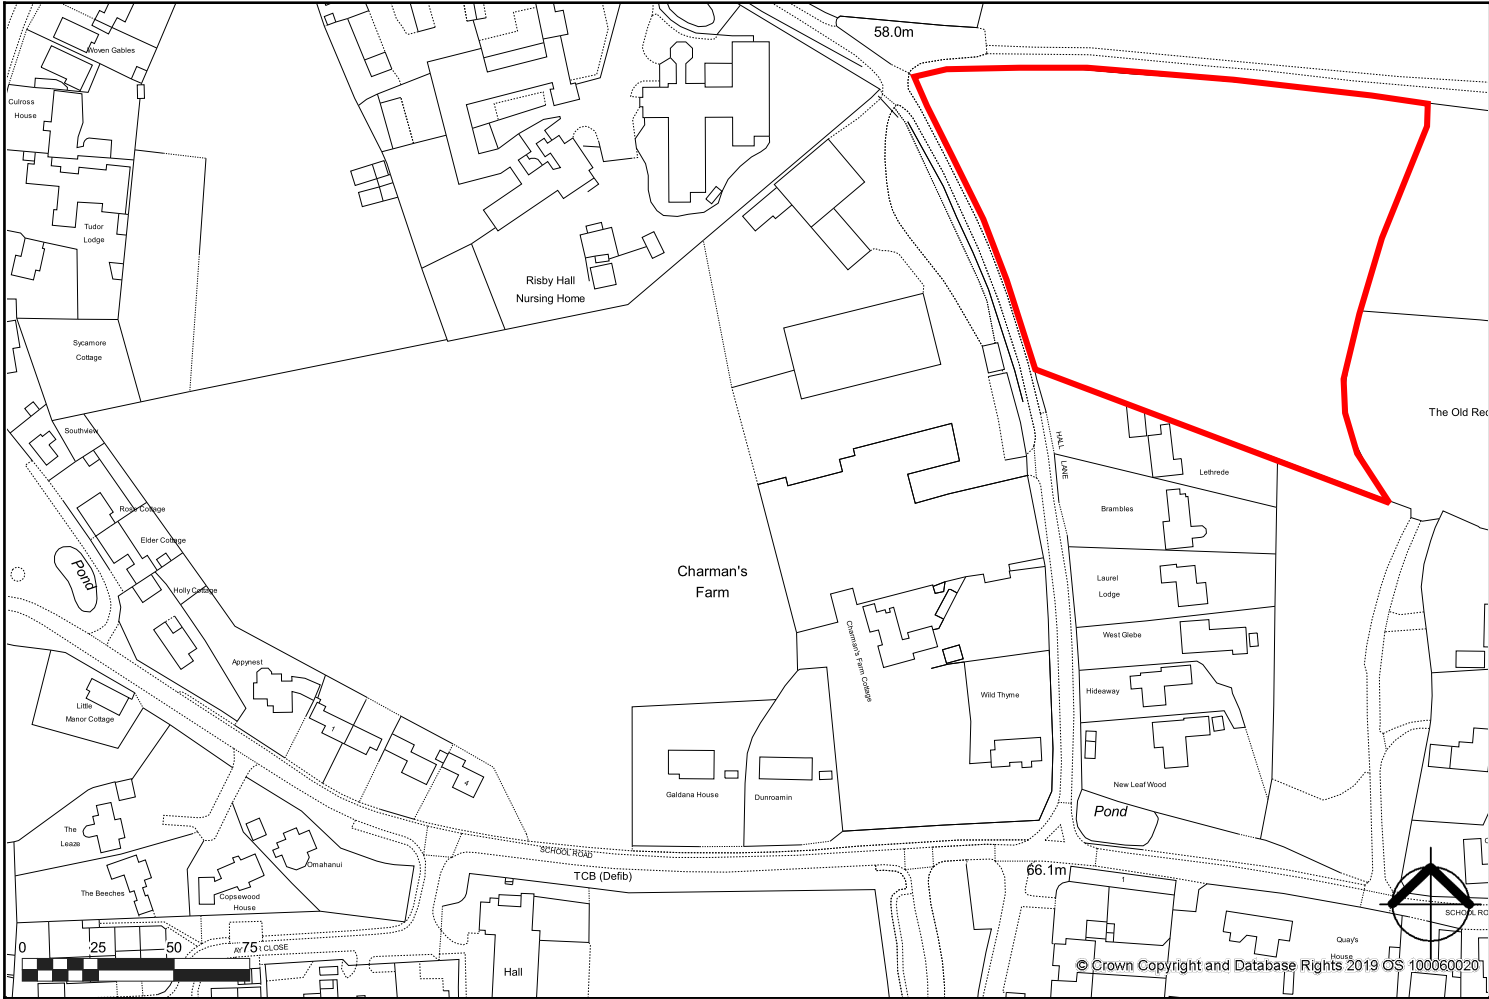 58.0m
Woven Gables
Culross
House
Tudor
Lodge
Risby Hall
Nursing Home
Sycamore
Cottage
Southview
HALL LANE
Lethrede
Rose Cottage
Brambles
Elder Cottage
Pond
Holly Cottage
Charman's
Farm
Laurel
Lodge
Charman's Farm Cottage
West Glebe
Appynest
Little
Manor Cottage
1
4
Wild Thyme
Hideaway
Galdana House
Dunroamin
New Leaf Wood
Pond
The
Leaze
Omahanui
SCHOOL ROAD
TCB (Defib)
66.1m
1
The Beeches
Copsewood
House
SCHOOL RO
Quay's
House
0 25 50 75
CLOSE
Hall
The Old Rec
© Crown Copyright and Database Rights 2019 OS 100060020